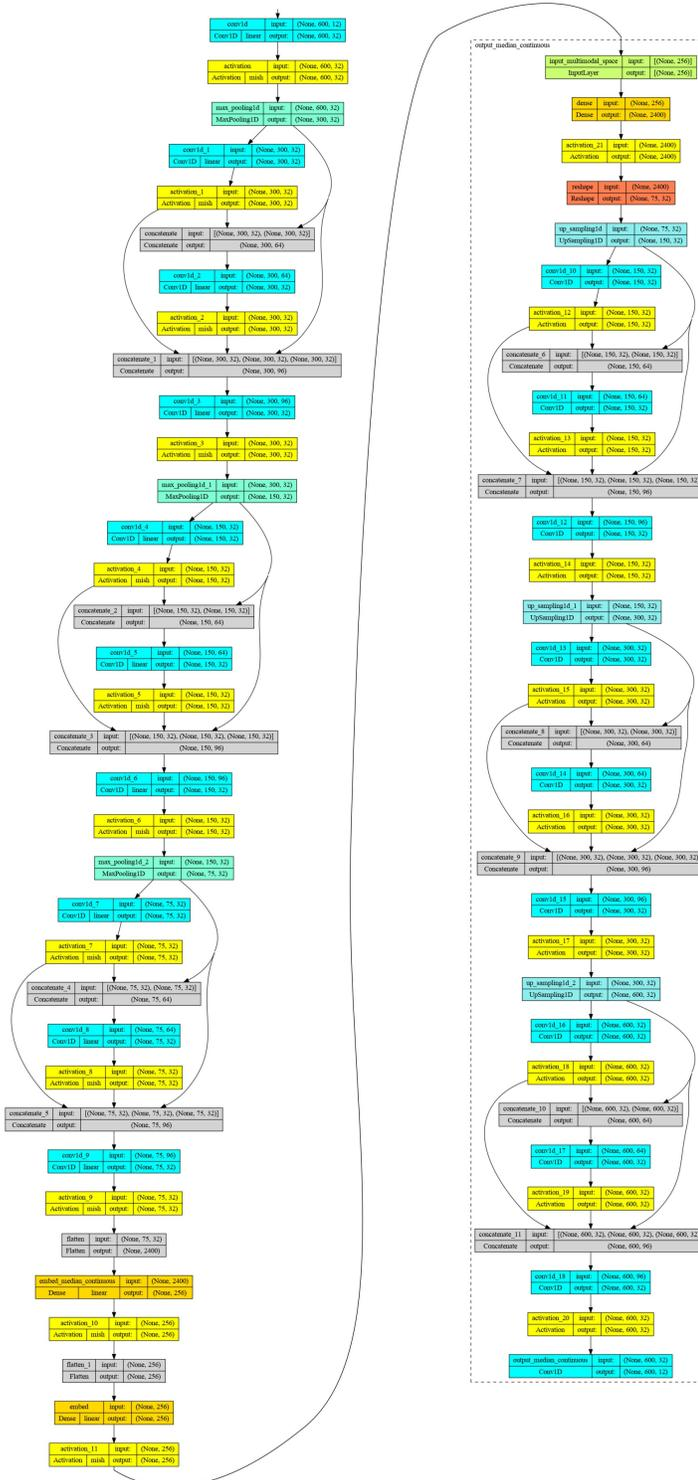 conv1d input: (None, 600, 12)
Conv1D linear output: (None, 600, 32)
activation input: (None, 600, 32)
Activation mish output: (None, 600, 32)
max_pooling1d input: (None, 600, 32)
MaxPooling1D output: (None, 300, 32)
conv1d_1 input: (None, 300, 32)
Conv1D linear output: (None, 300, 32)
activation_1 input: (None, 300, 32)
Activation mish output: (None, 300, 32)
concatenate input: [(None, 300, 32), (None, 300, 32)]
Concatenate output: (None, 300, 64)
conv1d_2 input: (None, 300, 64)
Conv1D linear output: (None, 300, 32)
activation_2 input: (None, 300, 32)
Activation mish output: (None, 300, 32)
concatenate_1 input: [(None, 300, 32), (None, 300, 32), (None, 300, 32)]
Concatenate output: (None, 300, 96)
conv1d_3 input: (None, 300, 96)
Conv1D linear output: (None, 300, 32)
activation_3 input: (None, 300, 32)
Activation mish output: (None, 300, 32)
max_pooling1d_1 input: (None, 300, 32)
MaxPooling1D output: (None, 150, 32)
conv1d_4 input: (None, 150, 32)
Conv1D linear output: (None, 150, 32)
activation_4 input: (None, 150, 32)
Activation mish output: (None, 150, 32)
concatenate_2 input: [(None, 150, 32), (None, 150, 32)]
Concatenate output: (None, 150, 64)
conv1d_5 input: (None, 150, 64)
Conv1D linear output: (None, 150, 32)
activation_5 input: (None, 150, 32)
Activation mish output: (None, 150, 32)
concatenate_3 input: [(None, 150, 32), (None, 150, 32), (None, 150, 32)]
Concatenate output: (None, 150, 96)
conv1d_6 input: (None, 150, 96)
Conv1D linear output: (None, 150, 32)
activation_6 input: (None, 150, 32)
Activation mish output: (None, 150, 32)
max_pooling1d_2 input: (None, 150, 32)
MaxPooling1D output: (None, 75, 32)
conv1d_7 input: (None, 75, 32)
Conv1D linear output: (None, 75, 32)
activation_7 input: (None, 75, 32)
Activation mish output: (None, 75, 32)
concatenate_4 input: [(None, 75, 32), (None, 75, 32)]
Concatenate output: (None, 75, 64)
conv1d_8 input: (None, 75, 64)
Conv1D linear output: (None, 75, 32)
activation_8 input: (None, 75, 32)
Activation mish output: (None, 75, 32)
concatenate_5 input: [(None, 75, 32), (None, 75, 32), (None, 75, 32)]
Concatenate output: (None, 75, 96)
conv1d_9 input: (None, 75, 96)
Conv1D linear output: (None, 75, 32)
activation_9 input: (None, 75, 32)
Activation mish output: (None, 75, 32)
flatten input: (None, 75, 32)
Flatten output: (None, 2400)
embed_median_continuous input: (None, 2400)
Dense linear output: (None, 256)
activation_10 input: (None, 256)
Activation mish output: (None, 256)
flatten_1 input: (None, 256)
Flatten output: (None, 256)
embed input: (None, 256)
Dense linear output: (None, 256)
activation_11 input: (None, 256)
Activation mish output: (None, 256)
output_median_continuous
input_multimodal_space input: [(None, 256)]
InputLayer output: [(None, 256)]
dense input: (None, 256)
Dense output: (None, 2400)
activation_21 input: (None, 2400)
Activation output: (None, 2400)
reshape input: (None, 2400)
Reshape output: (None, 75, 32)
up_sampling1d input: (None, 75, 32)
UpSampling1D output: (None, 150, 32)
conv1d_10 input: (None, 150, 32)
Conv1D output: (None, 150, 32)
activation_12 input: (None, 150, 32)
Activation output: (None, 150, 32)
concatenate_6 input: [(None, 150, 32), (None, 150, 32)]
Concatenate output: (None, 150, 64)
conv1d_11 input: (None, 150, 64)
Conv1D output: (None, 150, 32)
activation_13 input: (None, 150, 32)
Activation output: (None, 150, 32)
concatenate_7 input: [(None, 150, 32), (None, 150, 32), (None, 150, 32
Concatenate output: (None, 150, 96)
conv1d_12 input: (None, 150, 96)
Conv1D output: (None, 150, 32)
activation_14 input: (None, 150, 32)
Activation output: (None, 150, 32)
up_sampling1d_1 input: (None, 150, 32)
UpSampling1D output: (None, 300, 32)
conv1d_13 input: (None, 300, 32)
Conv1D output: (None, 300, 32)
activation_15 input: (None, 300, 32)
Activation output: (None, 300, 32)
concatenate_8 input: [(None, 300, 32), (None, 300, 32)]
Concatenate output: (None, 300, 64)
conv1d_14 input: (None, 300, 64)
Conv1D output: (None, 300, 32)
activation_16 input: (None, 300, 32)
Activation output: (None, 300, 32)
concatenate_9 input: [(None, 300, 32), (None, 300, 32), (None, 300, 32
Concatenate output: (None, 300, 96)
conv1d_15 input: (None, 300, 96)
Conv1D output: (None, 300, 32)
activation_17 input: (None, 300, 32)
Activation output: (None, 300, 32)
up_sampling1d_2 input: (None, 300, 32)
UpSampling1D output: (None, 600, 32)
conv1d_16 input: (None, 600, 32)
Conv1D output: (None, 600, 32)
activation_18 input: (None, 600, 32)
Activation output: (None, 600, 32)
concatenate_10 input: [(None, 600, 32), (None, 600, 32)]
Concatenate output: (None, 600, 64)
conv1d_17 input: (None, 600, 64)
Conv1D output: (None, 600, 32)
activation_19 input: (None, 600, 32)
Activation output: (None, 600, 32)
concatenate_11 input: [(None, 600, 32), (None, 600, 32), (None, 600, 32
Concatenate output: (None, 600, 96)
conv1d_18 input: (None, 600, 96)
Conv1D output: (None, 600, 32)
activation_20 input: (None, 600, 32)
Activation output: (None, 600, 32)
output_median_continuous input: (None, 600, 32)
Conv1D output: (None, 600, 12)